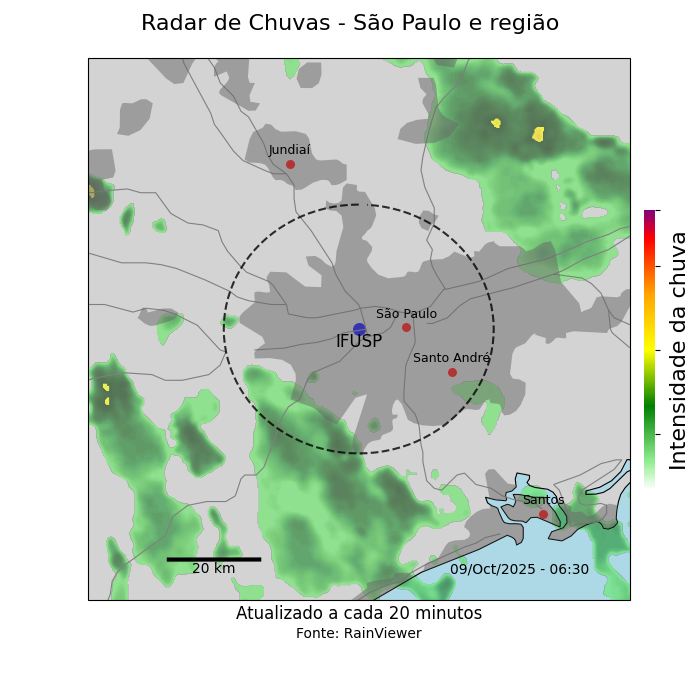 Radar de Chuvas - São Paulo e região
Jundiaí
São Paulo
IFUSP
Santo André
Intensidade da chuva
Santos
20 km
09/Oct/2025 - 06:30
Atualizado a cada 20 minutos
Fonte: RainViewer